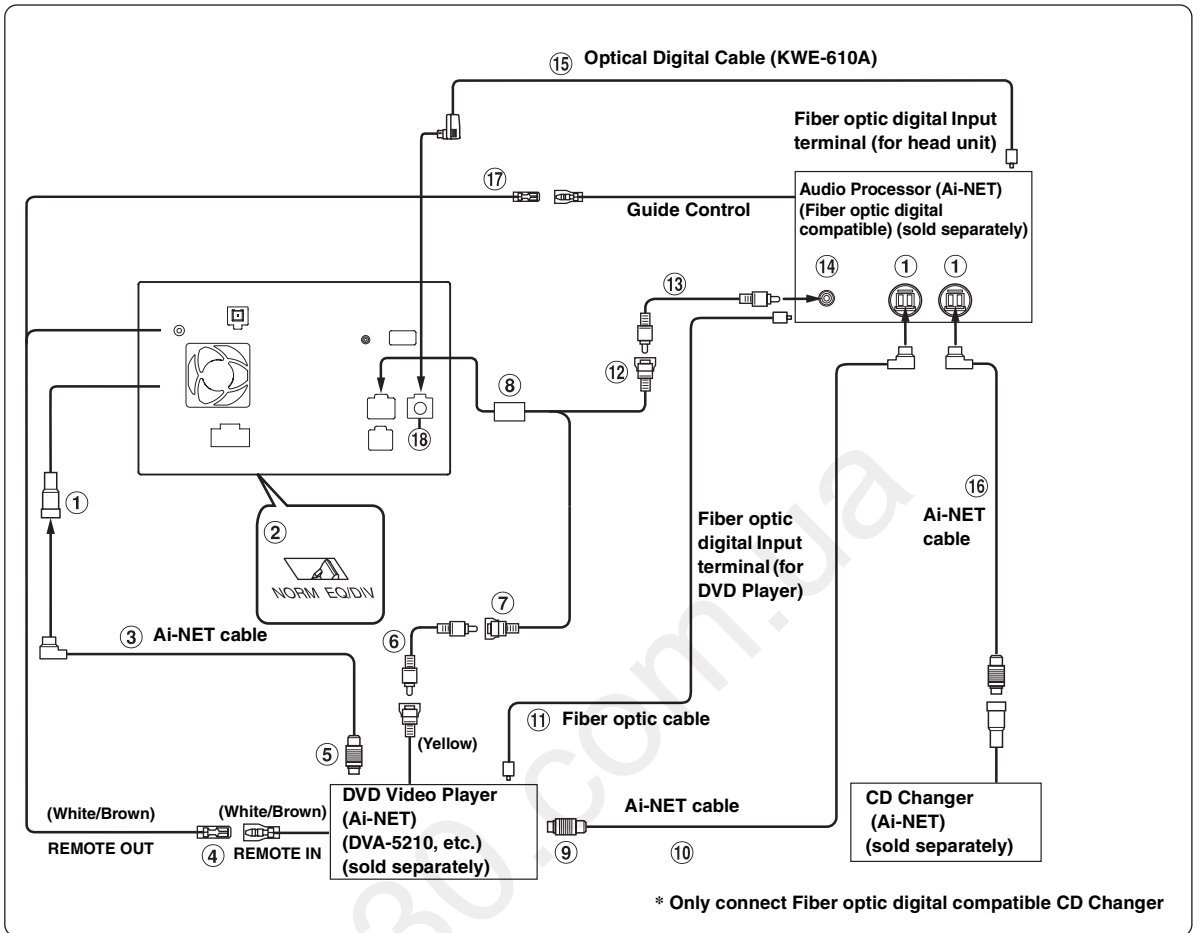 ⑮ Optical Digital Cable (KWE-610A)
Fiber optic digital Input
terminal (for head unit)
⑰
Guide Control
Audio Processor (Ai-NET)
(Fiber optic digital
compatible) (sold separately)
⑭ ① ①
⑬
⑫
⑧
⑱
①
②
NORM EQ/DIV
Fiber optic
digital Input
terminal (for
DVD Player)
⑯
Ai-NET
cable
⑦
⑥
③ Ai-NET cable
⑪ Fiber optic cable
⑤
(Yellow)
(White/Brown)
REMOTE OUT
④
(White/Brown)
REMOTE IN
DVD Video Player
(Ai-NET)
(DVA-5210, etc.)
(sold separately)
Ai-NET cable
⑨ ⑩
CD Changer
(Ai-NET)
(sold separately)
* Only connect Fiber optic digital compatible CD Changer
30.com.ua